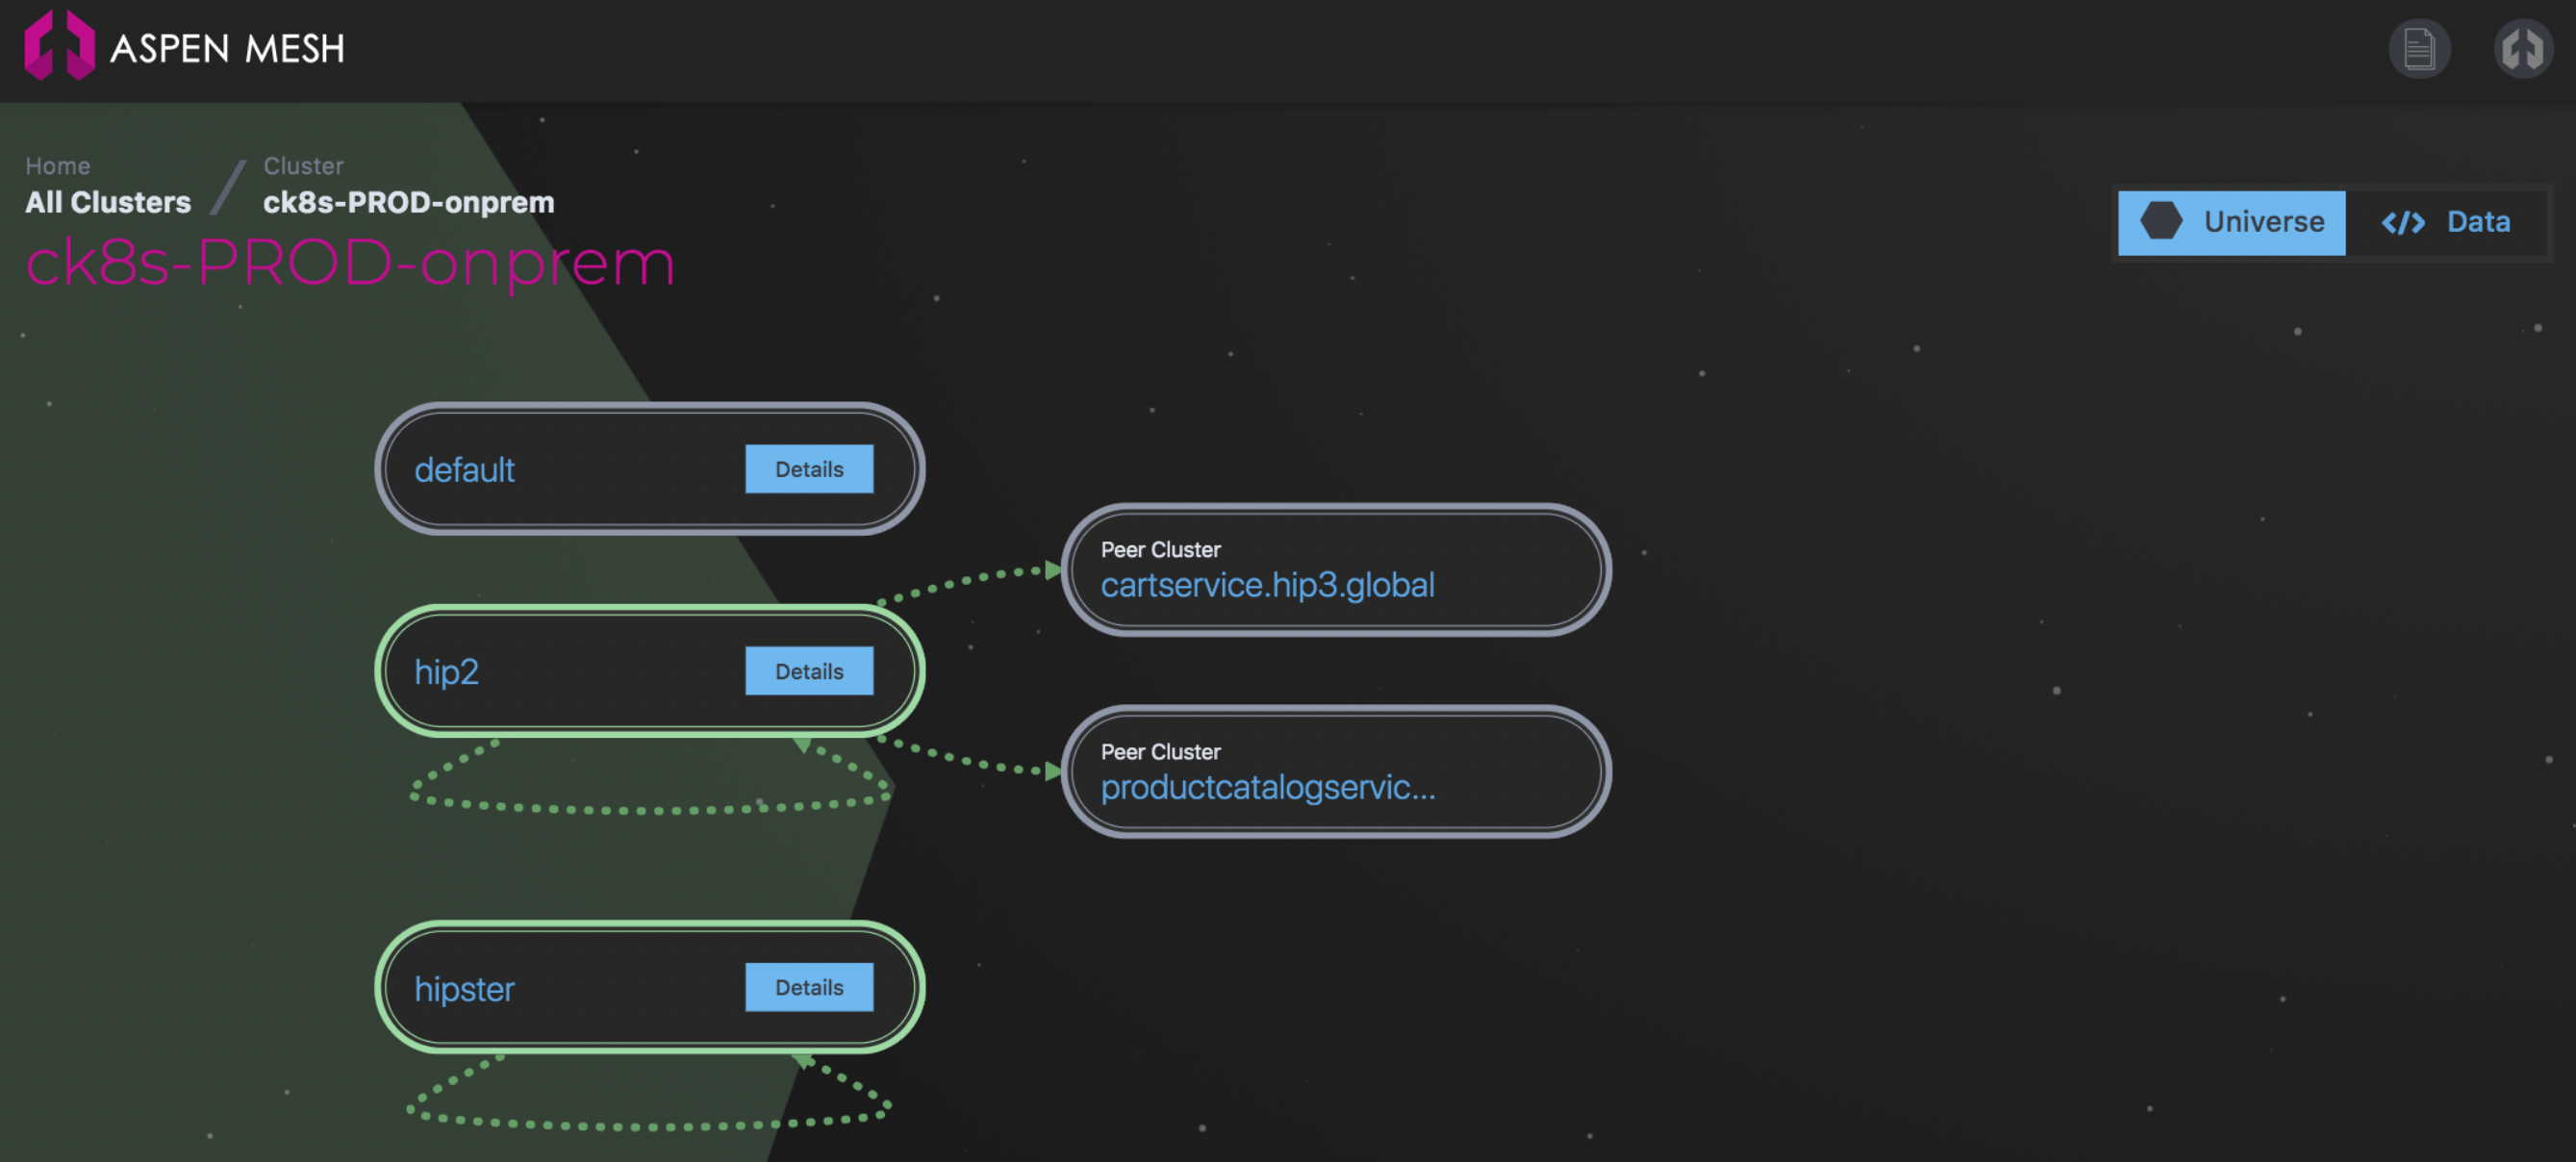 ASPEN MESH
Home
Cluster
All Clusters / ck8s-PROD-onprem
ck8s-PROD-onprem
Universe
</> Data
default
Details
Peer Cluster
cartservice.hip3.global
hip2
Details
Peer Cluster
productcatalogservic...
hipster
Details